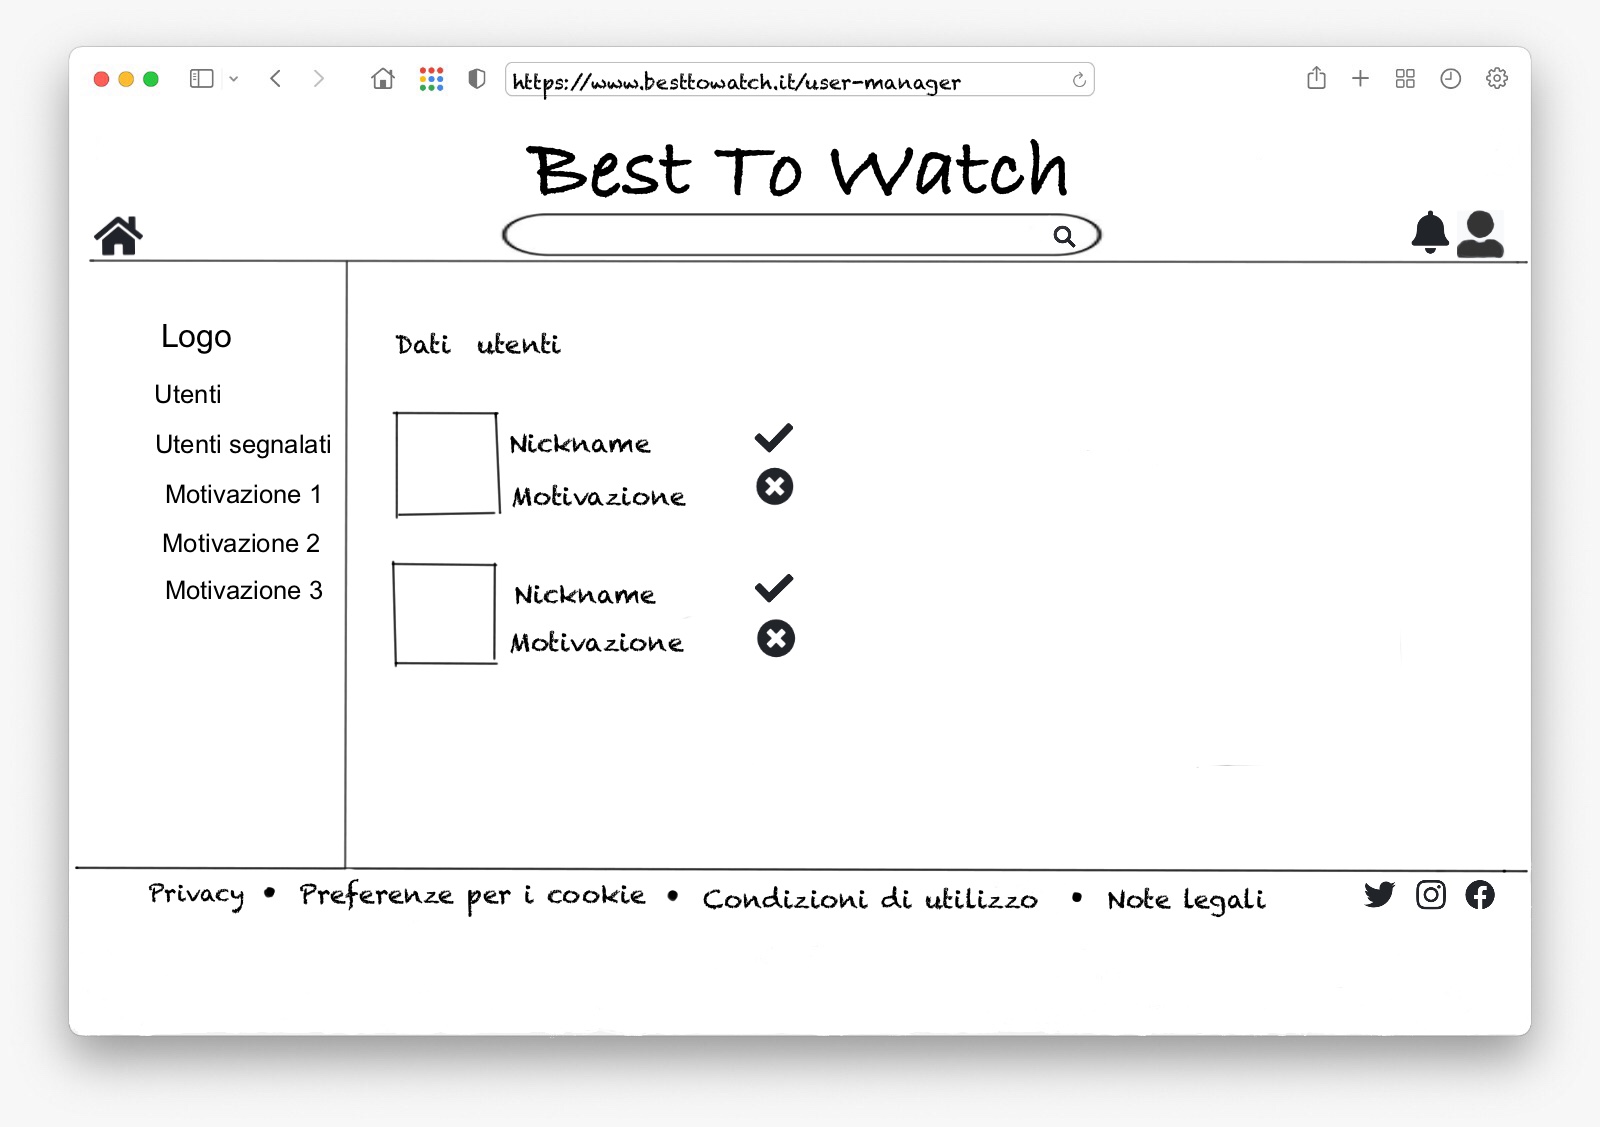 https://www.besttowatch.it/user-manager
Best To Watch
Logo
Utenti
Utenti segnalati
Motivazione 1
Motivazione 2
Motivazione 3
Dati utenti
Nickname
Motivazione
Nickname
Motivazione
Privacy • Preferenze per i cookie • Condizioni di utilizzo • Note legali